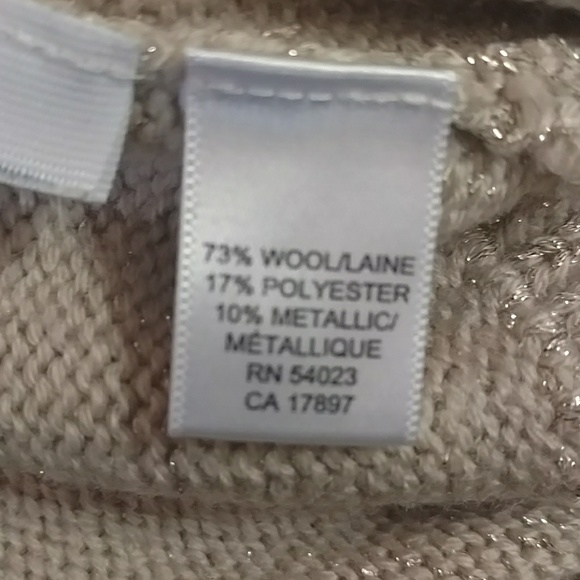 73% WOOL/LAINE
17% POLYESTER
10% METALLIC/
MÉTALLIQUE
RN 54023
CA 17897